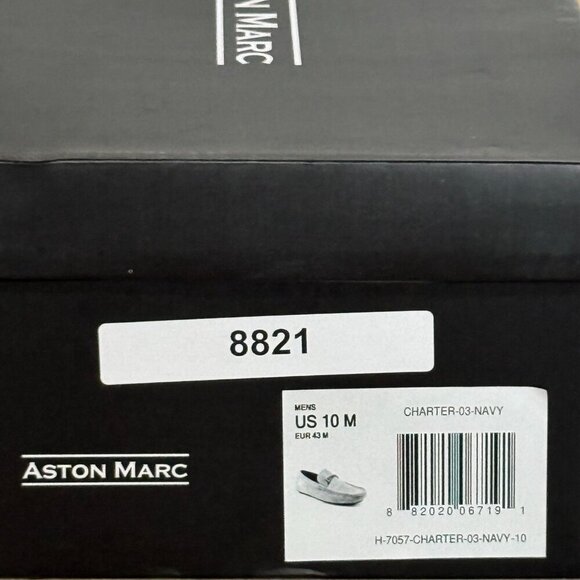 N MARC
8821
MENS
US 10 M
EUR 43 M
CHARTER-03-NAVY
8 82020 06719 1
H-7057-CHARTER-03-NAVY-10
ASTON MARC